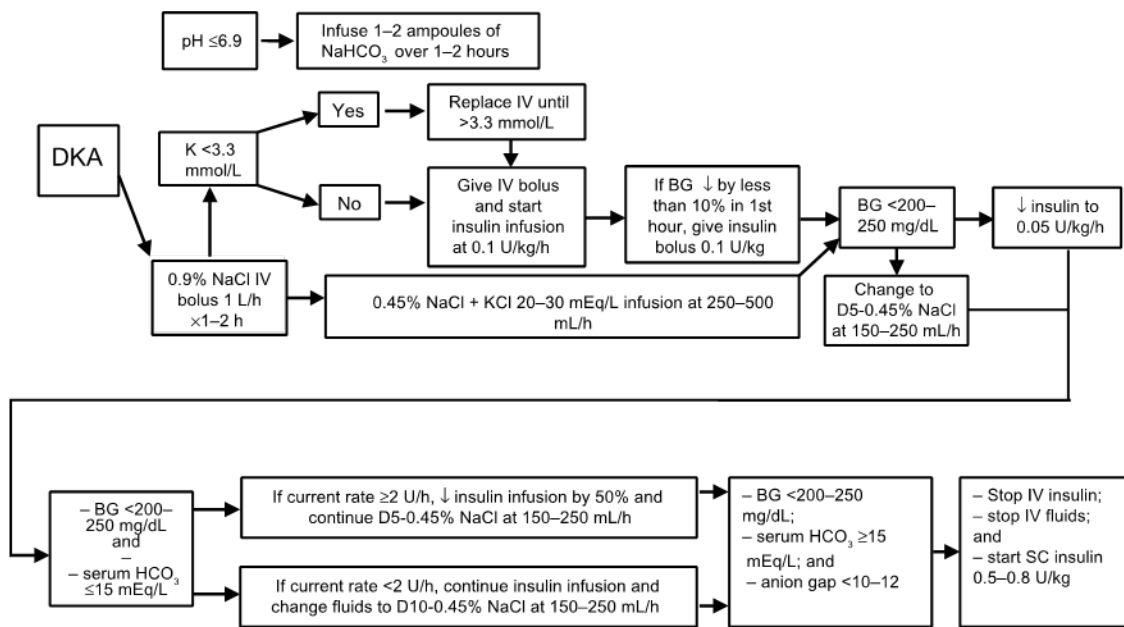 pH ≤6.9
Infuse 1–2 ampoules of
NaHCO₃ over 1–2 hours
DKA
K <3.3
mmol/L
Yes
Replace IV until
>3.3 mmol/L
No
Give IV bolus
and start
insulin infusion
at 0.1 U/kg/h
If BG ↓ by less
than 10% in 1st
hour, give insulin
bolus 0.1 U/kg
BG <200–
250 mg/dL
↓ insulin to
0.05 U/kg/h
0.9% NaCl IV
bolus 1 L/h
×1–2 h
0.45% NaCl + KCl 20–30 mEq/L infusion at 250–500
mL/h
Change to
D5-0.45% NaCl
at 150–250 mL/h
– BG <200–
250 mg/dL
and
–
– serum HCO₃
≤15 mEq/L
If current rate ≥2 U/h, ↓ insulin infusion by 50% and
continue D5-0.45% NaCl at 150–250 mL/h
If current rate <2 U/h, continue insulin infusion and
change fluids to D10-0.45% NaCl at 150–250 mL/h
– BG <200–250
mg/dL;
– serum HCO₃ ≥15
mEq/L; and
– anion gap <10–12
– Stop IV insulin;
– stop IV fluids;
and
– start SC insulin
0.5–0.8 U/kg